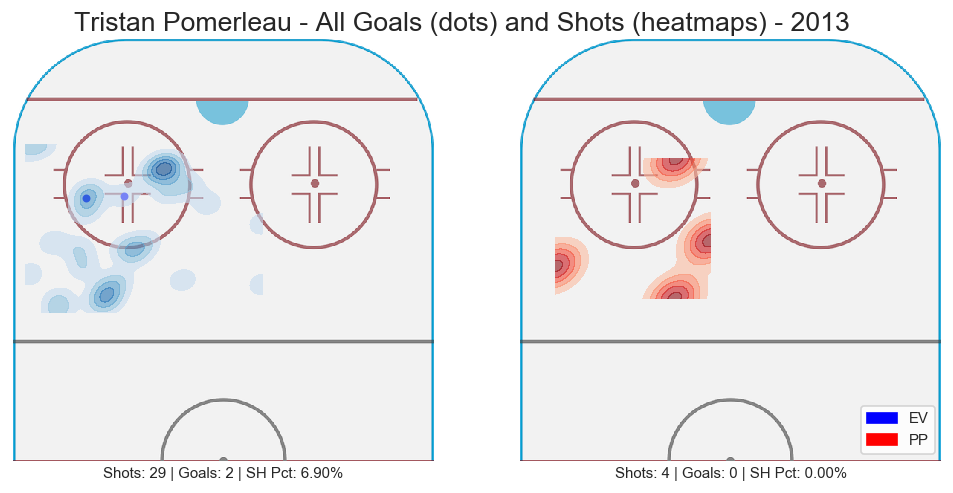 Tristan Pomerleau - All Goals (dots) and Shots (heatmaps) - 2013
EV
PP
Shots: 29 | Goals: 2 | SH Pct: 6.90%
Shots: 4 | Goals: 0 | SH Pct: 0.00%